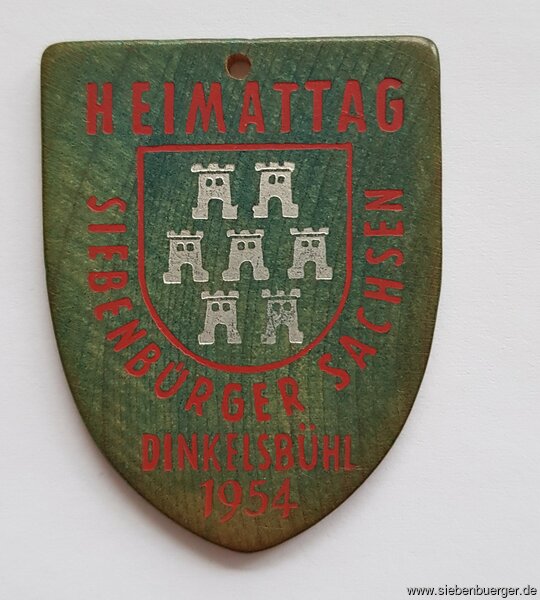 HEIMATTAG
SIEBENBÜRGER SACHSEN
DINKELSBÜHL
1954
www.siebenbuerger.de